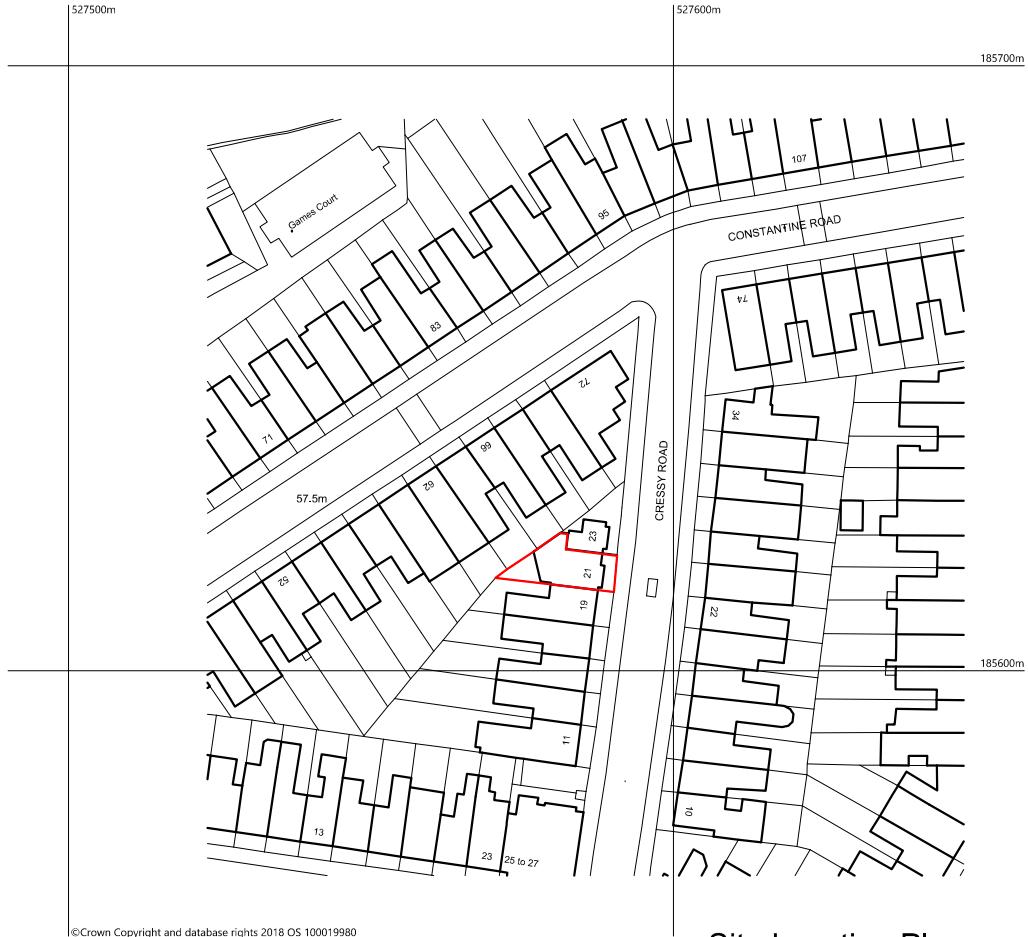 527500m
527600m
185700m
107
Games Court
95
CONSTANTINE ROAD
74
83
72
34
71
66
CRESSY ROAD
62
57.5m
23
21
52
19
22
185600m
11
10
13
23
25 to 27
©Crown Copyright and database rights 2018 OS 100019980